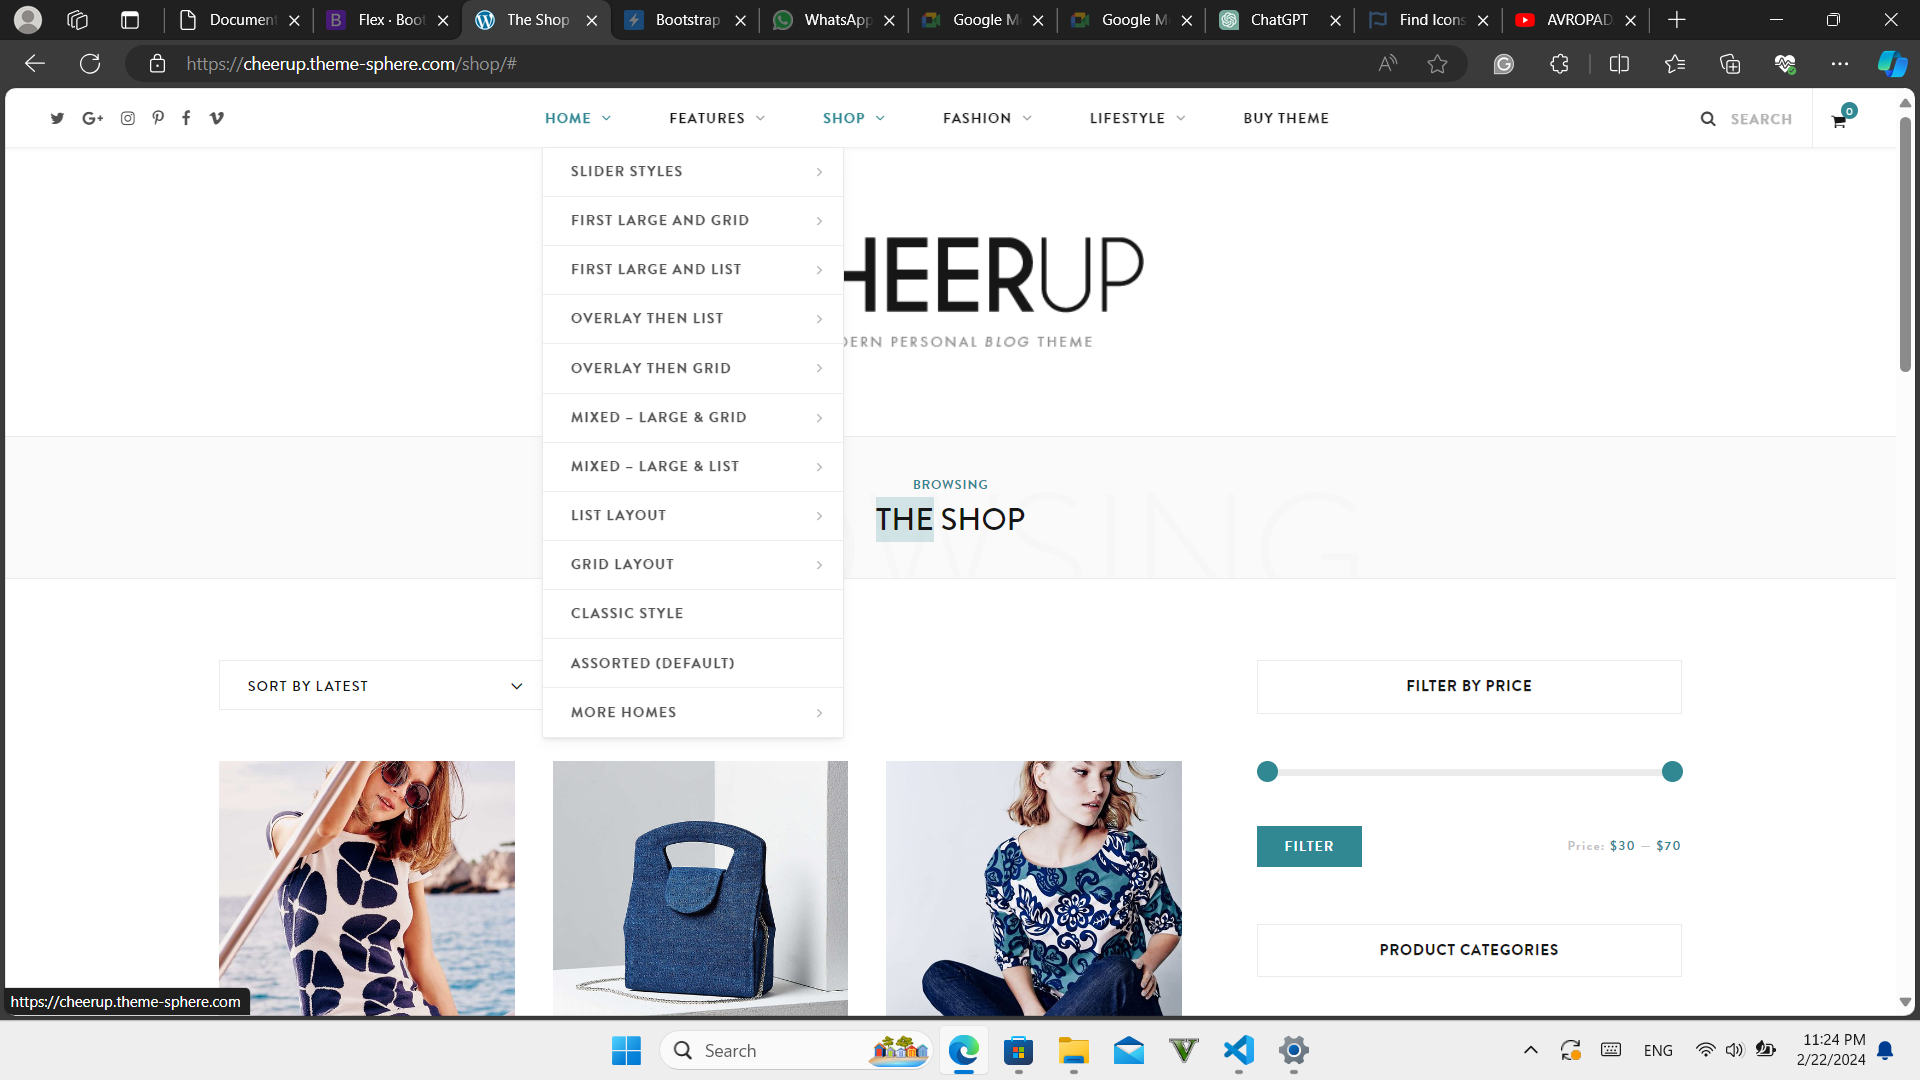 Document
Flex · Boot
The Shop
Bootstrap
WhatsApp
Google M
Google M
ChatGPT
Find Icons
AVROPAD
https://cheerup.theme-sphere.com/shop/#
HOME
FEATURES
SHOP
FASHION
LIFESTYLE
BUY THEME
SEARCH
0
SLIDER STYLES
FIRST LARGE AND GRID
FIRST LARGE AND LIST
OVERLAY THEN LIST
OVERLAY THEN GRID
MIXED – LARGE & GRID
MIXED – LARGE & LIST
LIST LAYOUT
GRID LAYOUT
CLASSIC STYLE
ASSORTED (DEFAULT)
MORE HOMES
HEERUP
DERN PERSONAL BLOG THEME
BROWSING
OWSING
THE SHOP
SORT BY LATEST
FILTER BY PRICE
FILTER
Price: $30 — $70
PRODUCT CATEGORIES
https://cheerup.theme-sphere.com
Search
ENG
11:24 PM
2/22/2024